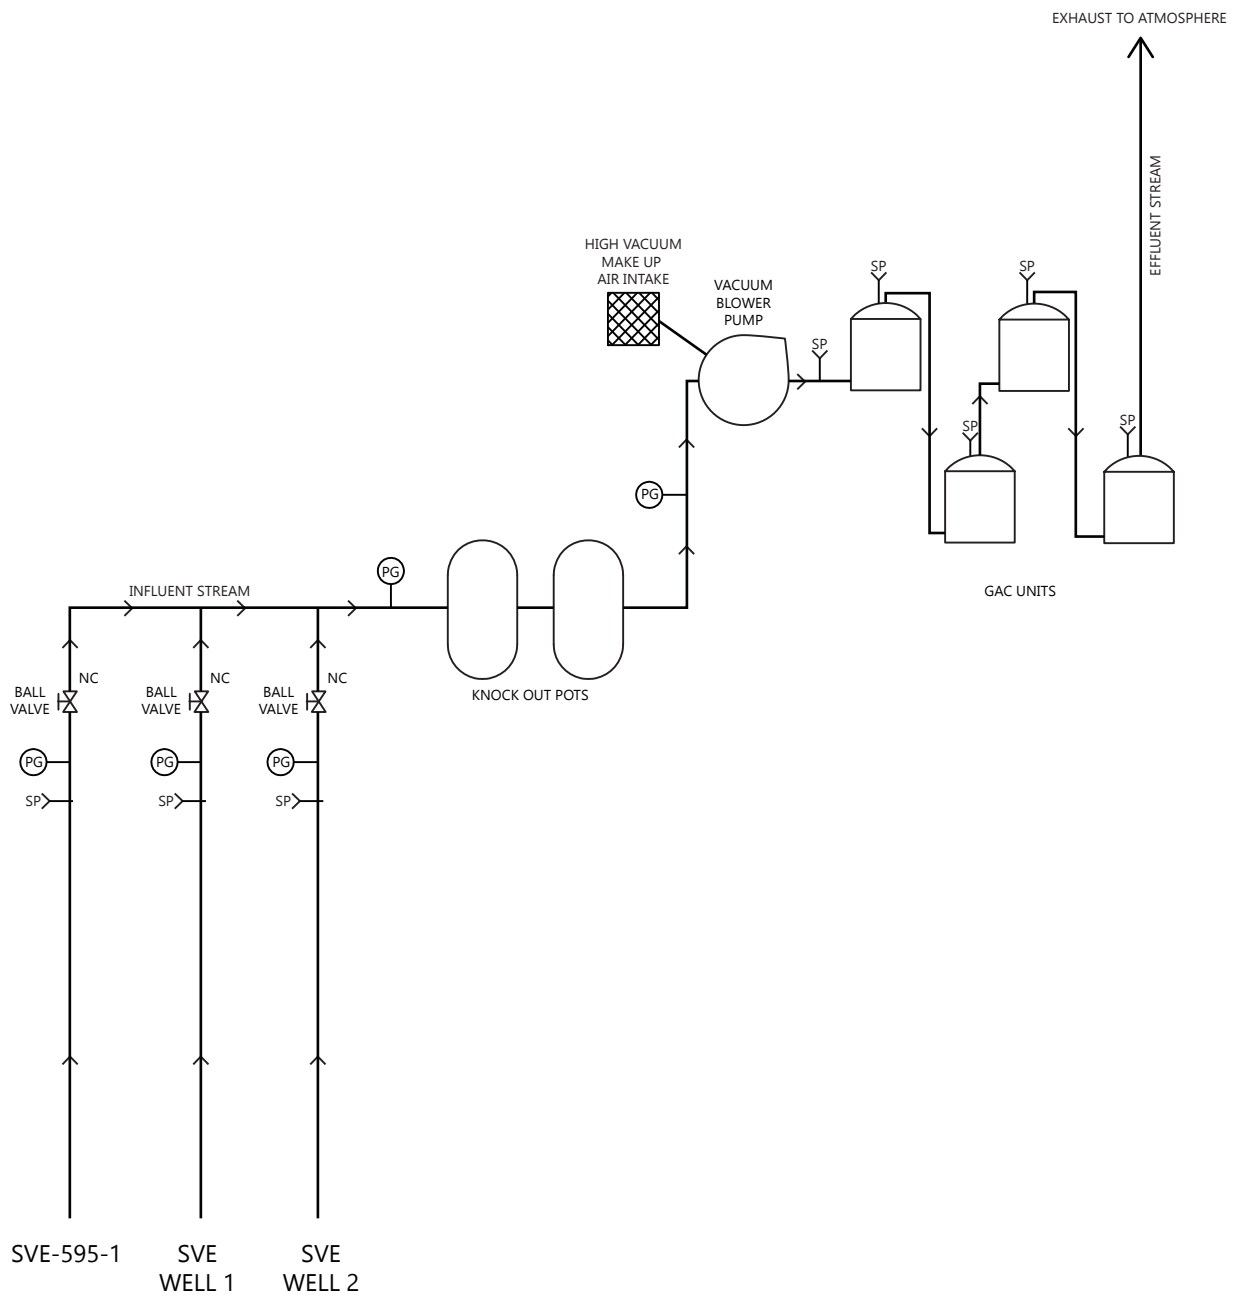 EXHAUST TO ATMOSPHERE
EFFLUENT STREAM
HIGH VACUUM
MAKE UP
AIR INTAKE
VACUUM
BLOWER
PUMP
SP
SP
SP
SP
SP
PG
GAC UNITS
PG
INFLUENT STREAM
KNOCK OUT POTS
NC
BALL
VALVE
NC
BALL
VALVE
NC
BALL
VALVE
PG
PG
PG
SP
SP
SP
SVE-595-1
SVE
WELL 1
SVE
WELL 2